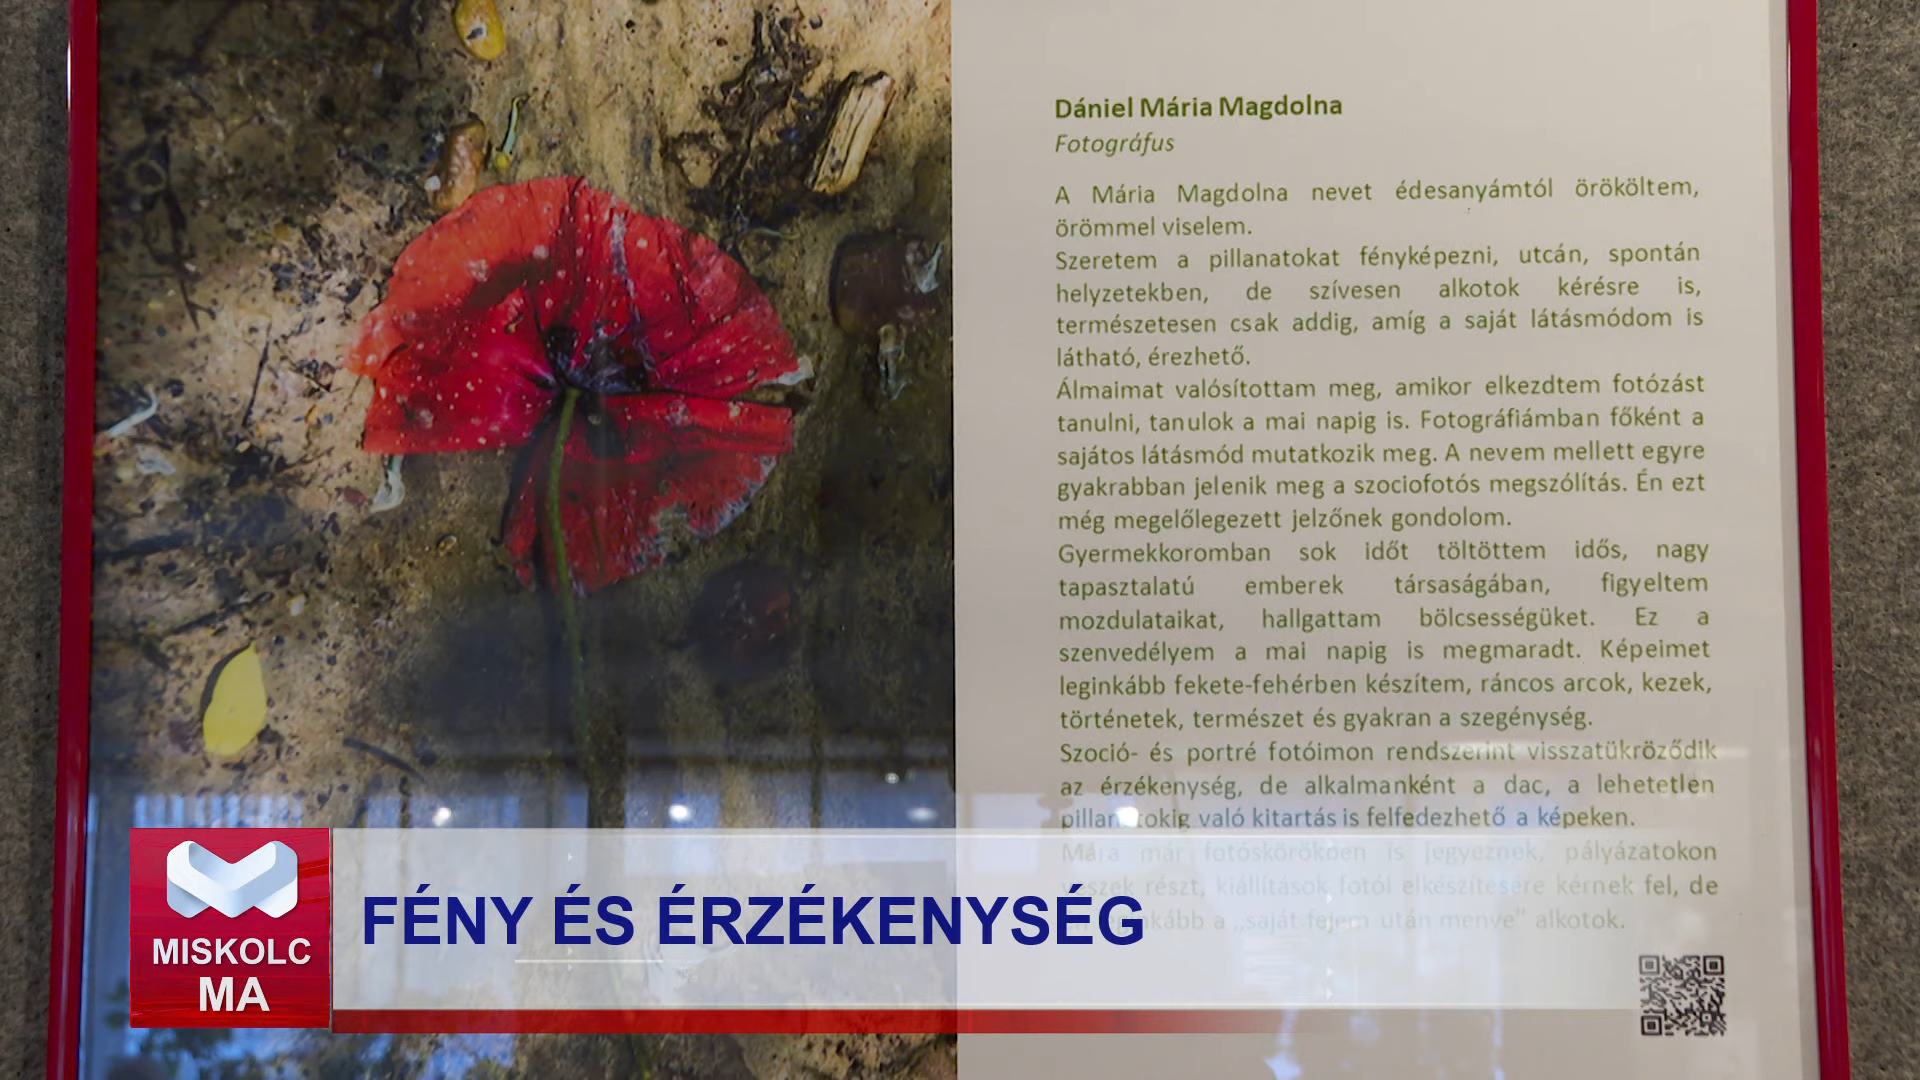 Dániel Mária Magdolna
Fotográfus
A Mária Magdolna nevet édesanyámtól örököltem,
örömmel viselem.
Szeretem a pillanatokat fényképezni, utcán, spontán
helyzetekben, de szívesen alkotok kérésre is,
természetesen csak addig, amíg a saját látásmódom is
látható, érezhető.
Álmaimat valósítottam meg, amikor elkezdtem fotózást
tanulni, tanulok a mai napig is. Fotográfiámban főként a
sajátos látásmód mutatkozik meg. A nevem mellett egyre
gyakrabban jelenik meg a szociofotós megszólítás. Én ezt
még megelőlegezett jelzőnek gondolom.
Gyermekkoromban sok időt töltöttem idős, nagy
tapasztalatú emberek társaságában, figyeltem
mozdulataikat, hallgattam bölcsességüket. Ez a
szenvedélyem a mai napig is megmaradt. Képeimet
leginkább fekete-fehérben készítem, ráncos arcok, kezek,
történetek, természet és gyakran a szegénység.
Szoció- és portré fotóimon rendszerint visszatükröződik
az érzékenység, de alkalmanként a dac, a lehetetlen
pillanatokig való kitartás is felfedezhető a képeken.
már fotóskörökben is jegyeznek, pályázatokon
veszek részt, kiállítások fotói elkészítésére kérnek fel, de
a „saját fejem után menve" alkotok.
MISKOLC
MA
FÉNY ÉS ÉRZÉKENYSÉG